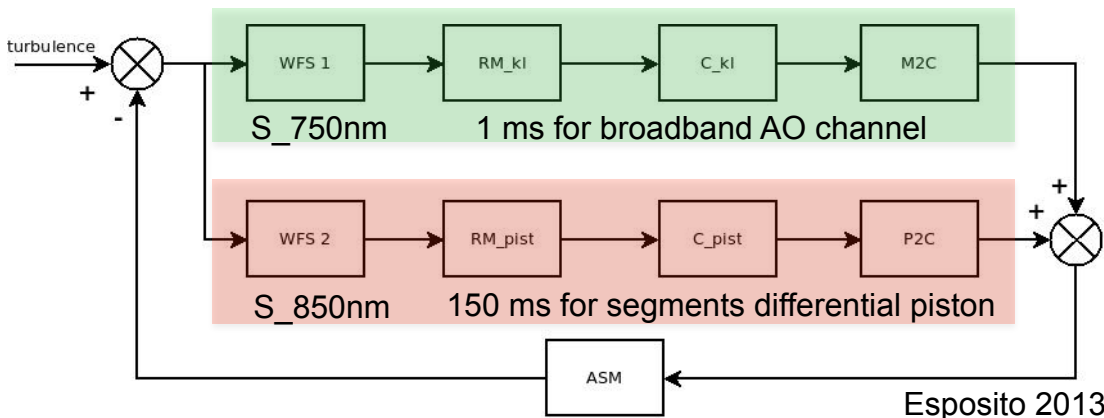 turbulence
+
-
WFS 1
RM_kl
C_kl
M2C
S_750nm
1 ms for broadband AO channel
+
+
WFS 2
RM_pist
C_pist
P2C
S_850nm
150 ms for segments differential piston
ASM
Esposito 2013